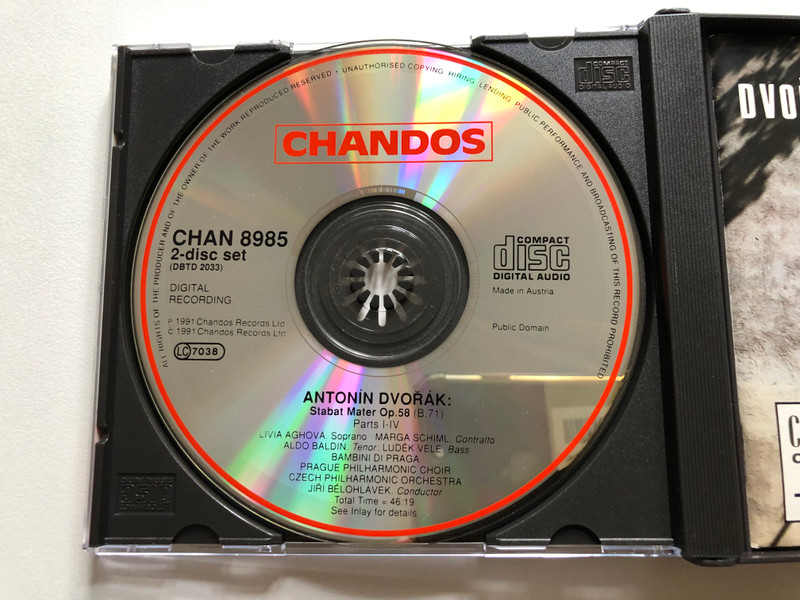 ALL RIGHTS OF THE PRODUCER AND OF THE OWNER OF THE WORK REPRODUCED RESERVED • UNAUTHORISED COPYING, HIRING, LENDING, PUBLIC PERFORMANCE AND BROADCASTING OF THIS RECORD PROHIBITED
CHANDOS
CHAN 8985
2-disc set
(DBTD 2033)
DIGITAL
RECORDING
P 1991 Chandos Records Ltd
C 1991 Chandos Records Ltd
LC 7038
COMPACT
disc
DIGITAL AUDIO
Made in Austria
Public Domain
ANTONÍN DVOŘÁK:
Stabat Mater Op.58 (B.71)
Parts I-IV
LÍVIA ÁGHOVÁ, Soprano MARGA SCHIML, Contralto
ALDO BALDIN, Tenor, LUDĚK VELE, Bass
BAMBINI DI PRAGA
PRAGUE PHILHARMONIC CHOIR
CZECH PHILHARMONIC ORCHESTRA
JIŘÍ BĚLOHLÁVEK, Conductor
Total Time = 46:19
See Inlay for details
COMPACT
disc
DIGITAL AUDIO
DVO